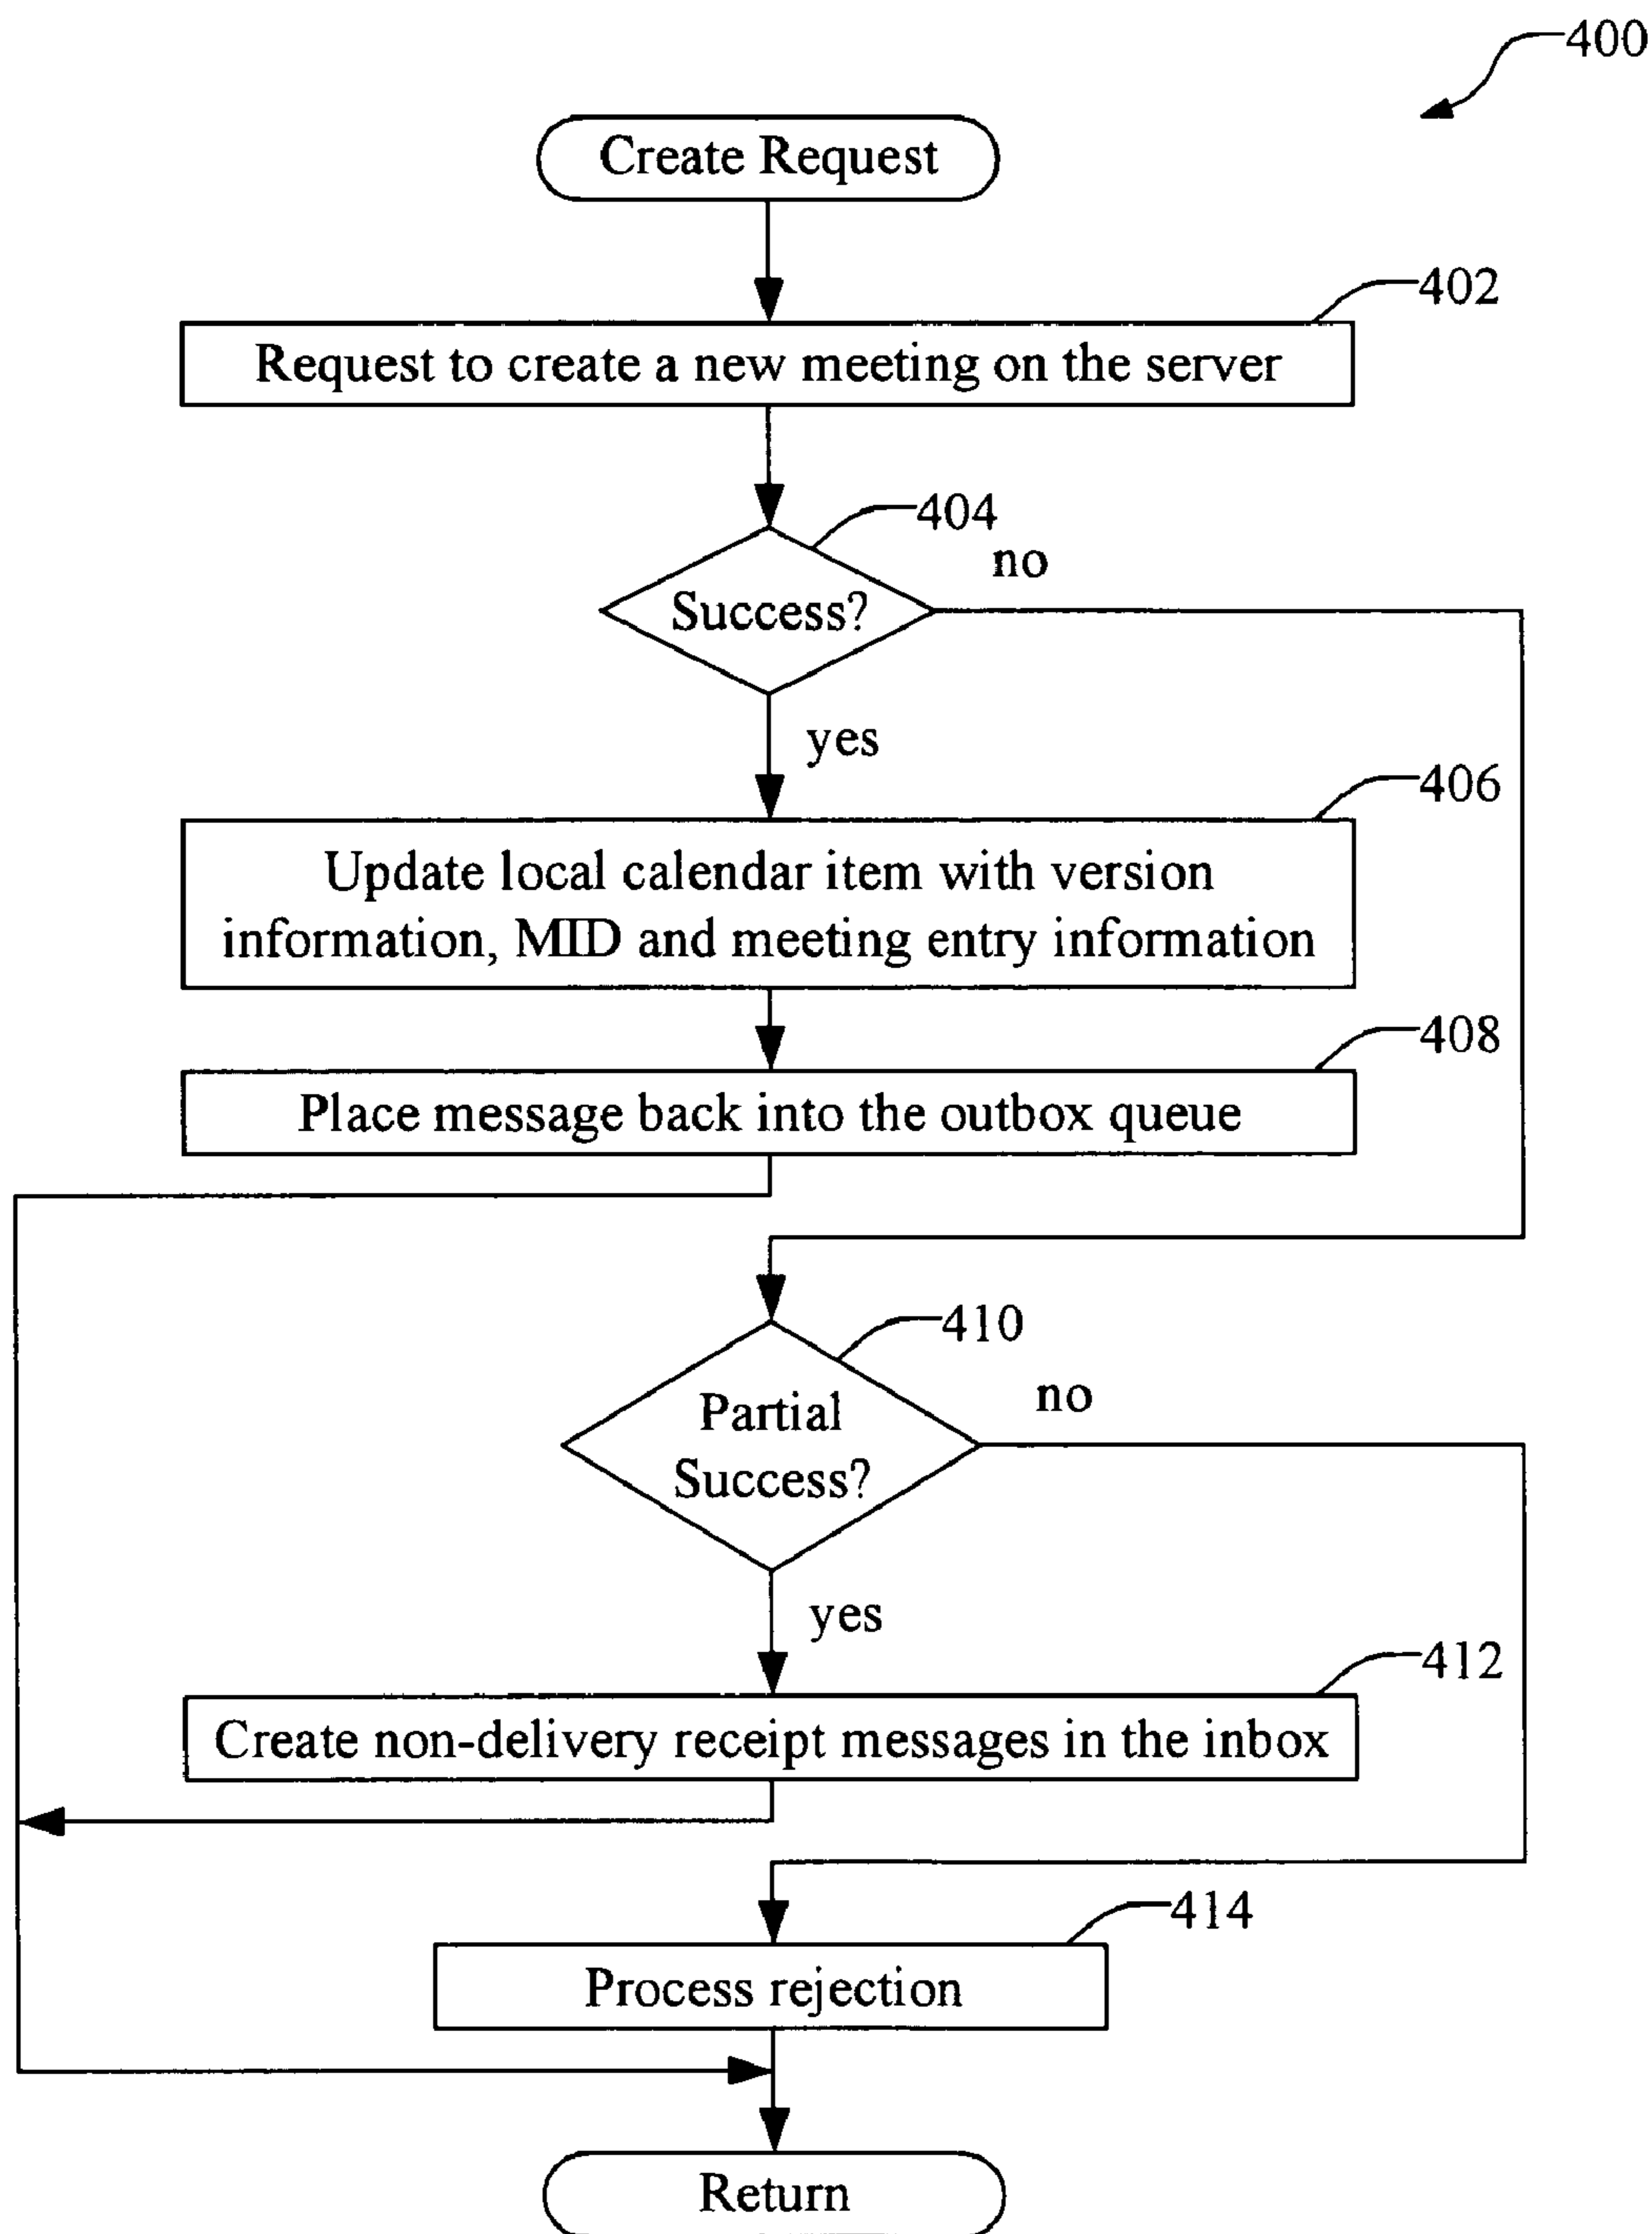 400
Create Request
402
Request to create a new meeting on the server
404
no
Success?
yes
406
Update local calendar item with version
information, MID and meeting entry information
408
Place message back into the outbox queue
410
no
Partial
Success?
yes
412
Create non-delivery receipt messages in the inbox
414
Process rejection
Return